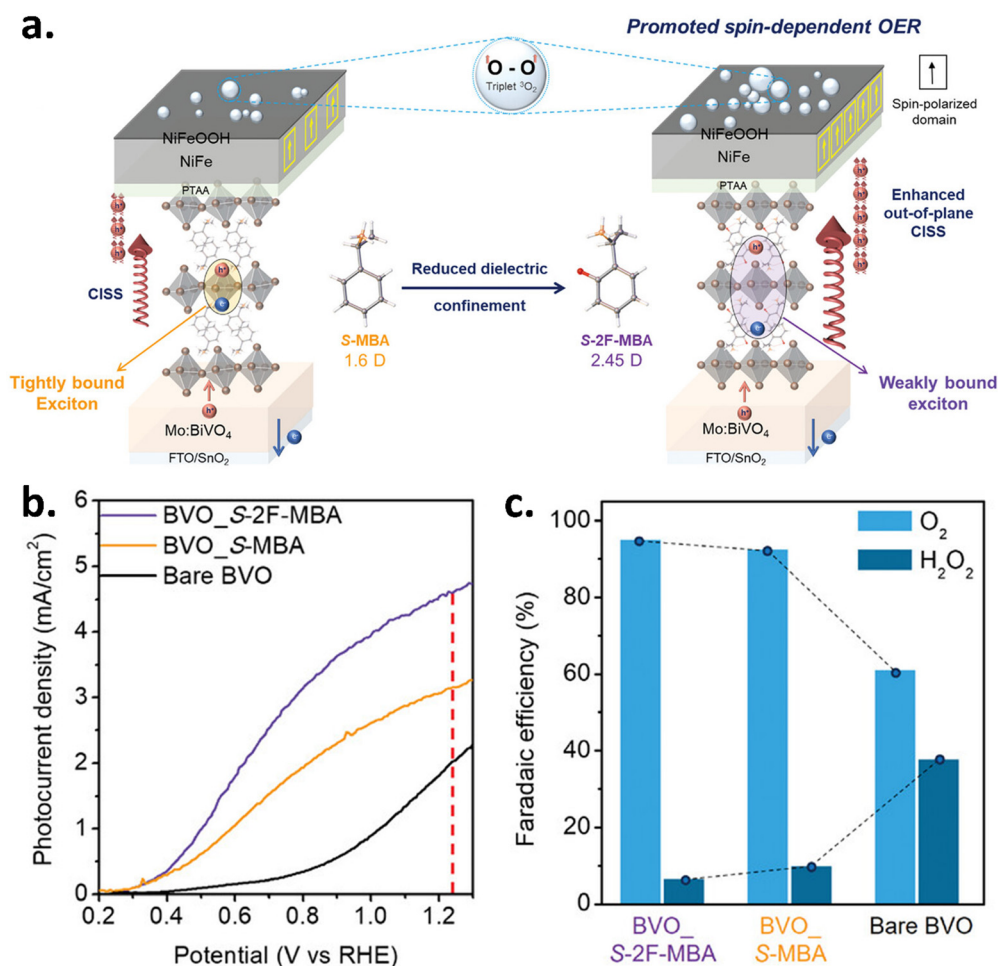 a.
Promoted spin-dependent OER
O - O
Triplet ³O₂
Spin-polarized
domain
NiFeOOH
NiFe
PTAA
CISS
h⁺
e⁻
Tightly bound
Exciton
Mo:BiVO₄
FTO/SnO₂
S-MBA
1.6 D
Reduced dielectric
confinement
S-2F-MBA
2.45 D
NiFeOOH
NiFe
PTAA
Enhanced
out-of-plane
CISS
h⁺
e⁻
Weakly bound
exciton
Mo:BiVO₄
FTO/SnO₂
b.
Photocurrent density (mA/cm²)
6
5
4
3
2
1
0
BVO_S-2F-MBA
BVO_S-MBA
Bare BVO
0.2 0.4 0.6 0.8 1.0 1.2
Potential (V vs RHE)
c.
Faradaic efficiency (%)
100
80
60
40
20
0
O₂
H₂O₂
BVO_
S-2F-MBA
BVO_
S-MBA
Bare BVO